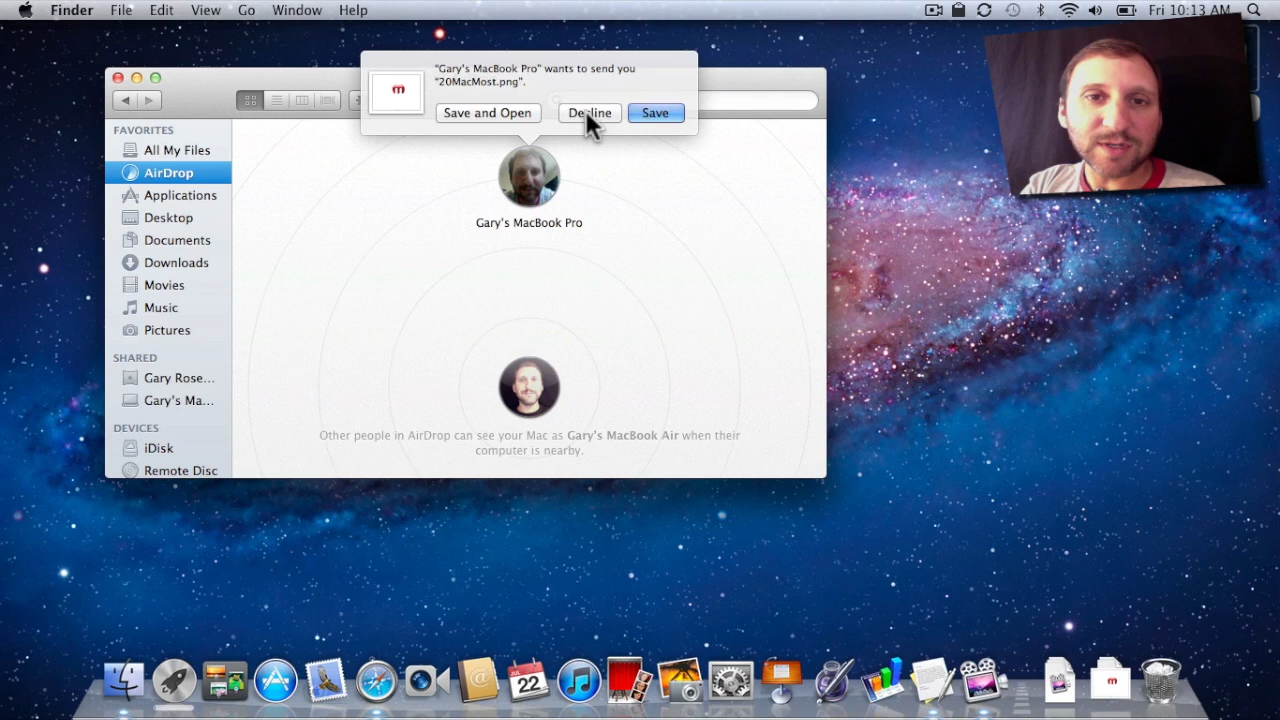 Finder File Edit View Go Window Help Fri 10:13 AM
"Gary's MacBook Pro" wants to send you
"20MacMost.png".
m
Save and Open Decline Save
FAVORITES
All My Files
AirDrop
Applications
Desktop
Documents
Downloads
Movies
Music
Pictures
SHARED
Gary Rose...
Gary's Ma...
DEVICES
iDisk
Remote Disc
Gary's MacBook Pro
Other people in AirDrop can see your Mac as Gary's MacBook Air when their
computer is nearby.
22
m